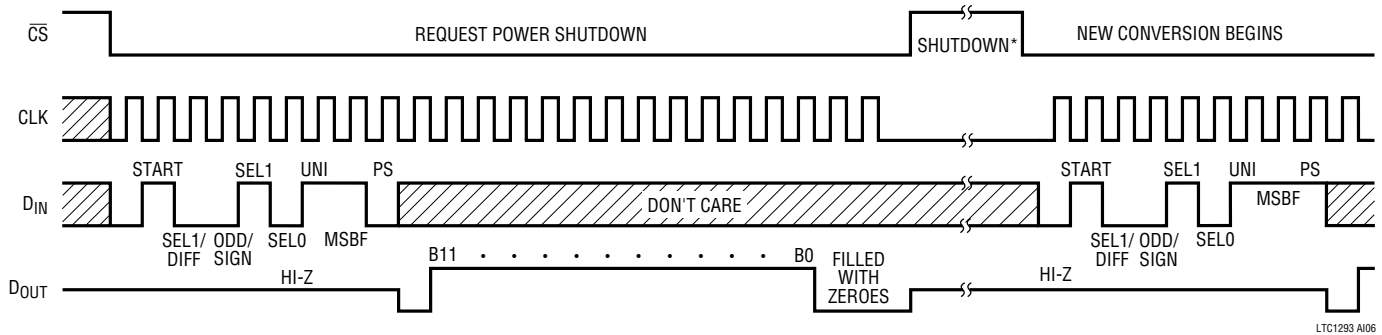 CS REQUEST POWER SHUTDOWN SHUTDOWN* NEW CONVERSION BEGINS
CLK
START SEL1 UNI PS START SEL1 UNI PS
DIN DON'T CARE MSBF
SEL1/ ODD/ SEL0 MSBF SEL1/ ODD/ SEL0
DIFF SIGN DIFF SIGN
B11 • • • • • • • • • • B0 FILLED
HI-Z WITH HI-Z
DOUT ZEROES
LTC1293 AI06